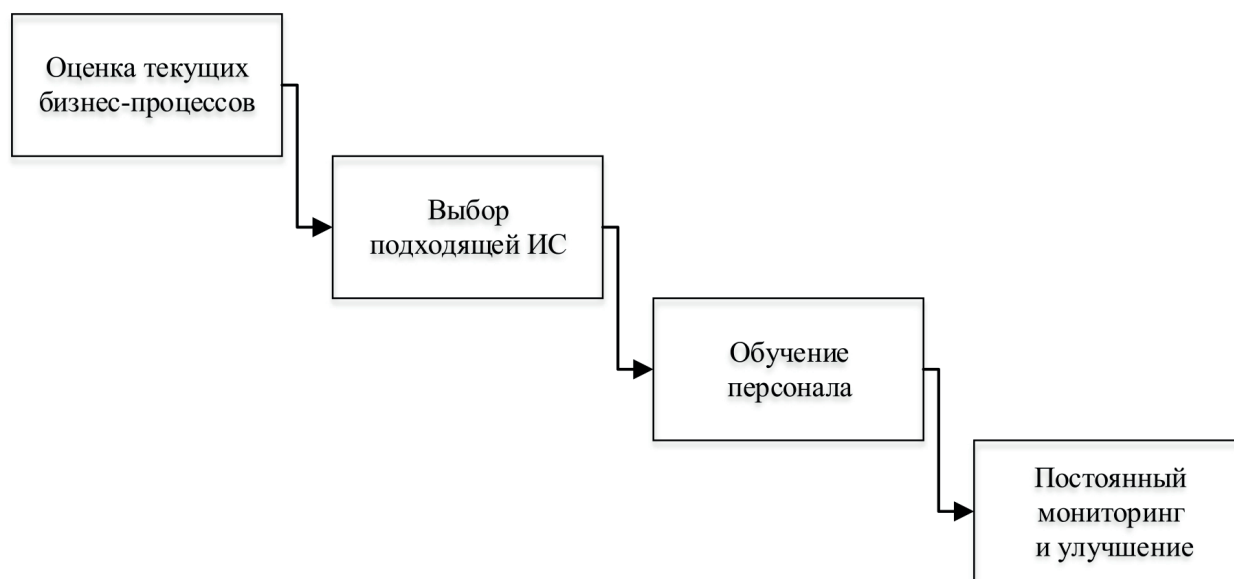 Оценка текущих
бизнес-процессов
Выбор
подходящей ИС
Обучение
персонала
Постоянный
мониторинг
и улучшение